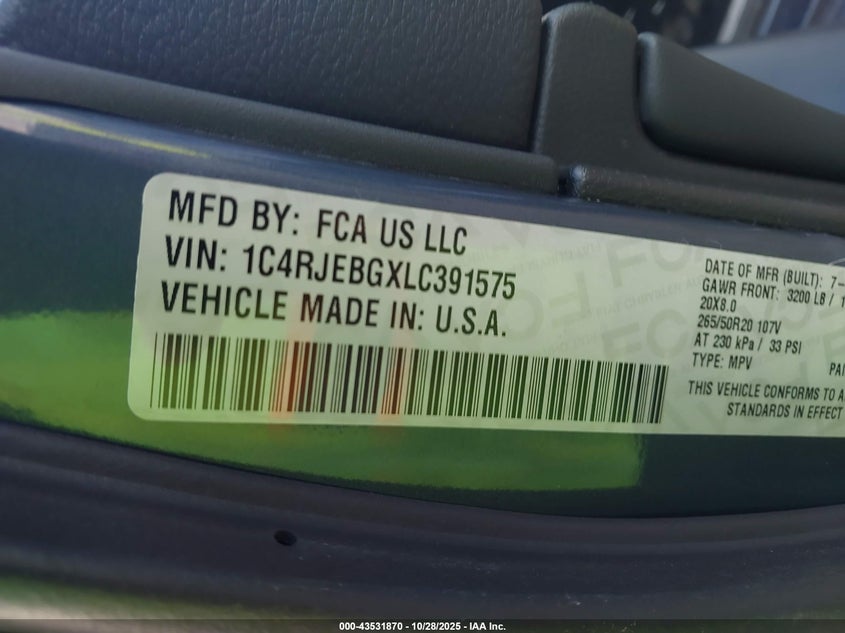 MFD BY: FCA US LLC
VIN: 1C4RJEBGXLC391575
VEHICLE MADE IN: U.S.A.
DATE OF MFR (BUILT): 7-
GAWR FRONT: 3200 LB / 1
20X8.0
265/50R20 107V
AT 230 kPa / 33 PSI
TYPE: MPV
PAI
THIS VEHICLE CONFORMS TO A
STANDARDS IN EFFECT
000-43531870 | 10/28/2025 - IAA Inc.